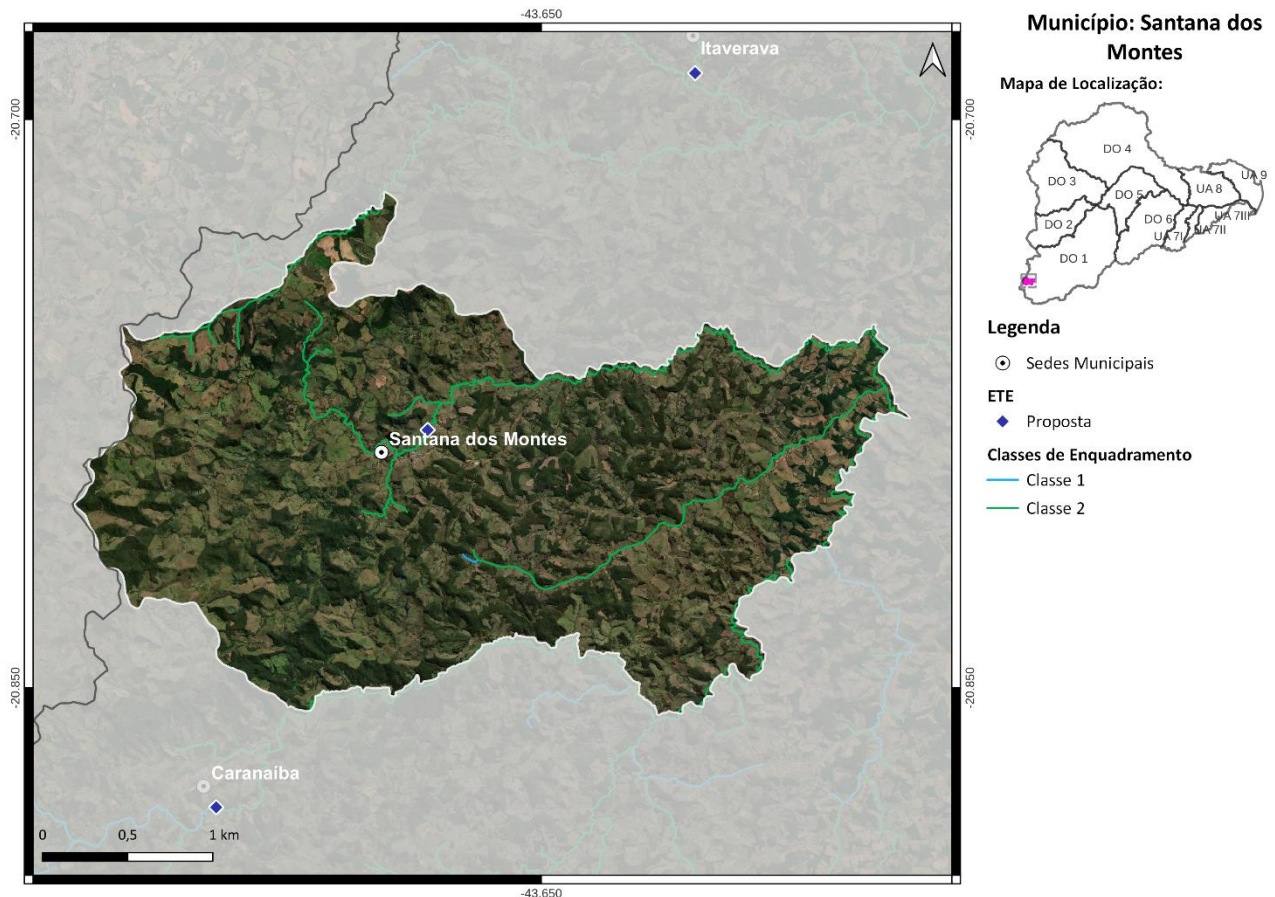 -43.650
Município: Santana dos
Montes
Itaverava
Mapa de Localização:
-20.700
-20.700
DO 4
DO 3
UA 9
UA 8
DO 5
DO 2
DO 6
UA 7III
UA 7II
UA 7I
DO 1
Legenda
Sedes Municipais
ETE
Proposta
Classes de Enquadramento
Classe 1
Classe 2
Santana dos Montes
-20.850
-20.850
Caranaíba
0 0,5 1 km
-43.650